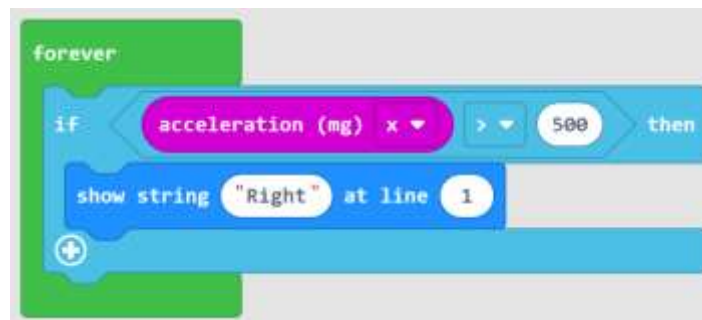 forever
if acceleration (mg) x > 500 then
show string "Right" at line 1